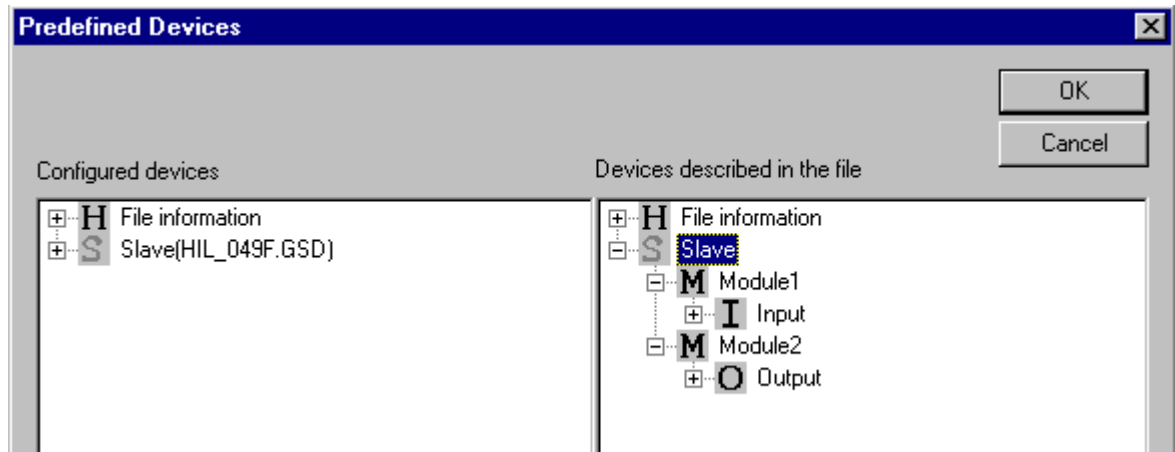 Predefined Devices
OK
Cancel
Configured devices
Devices described in the file
H File information
S Slave(HIL_049F.GSD)
H File information
S Slave
M Module1
I Input
M Module2
O Output